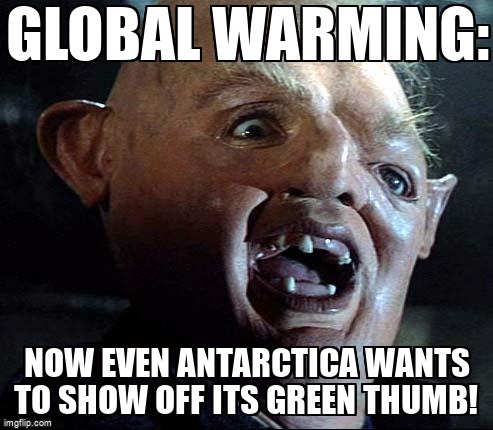 GLOBAL WARMING:
NOW EVEN ANTARCTICA WANTS
TO SHOW OFF ITS GREEN THUMB!
imgflip.com